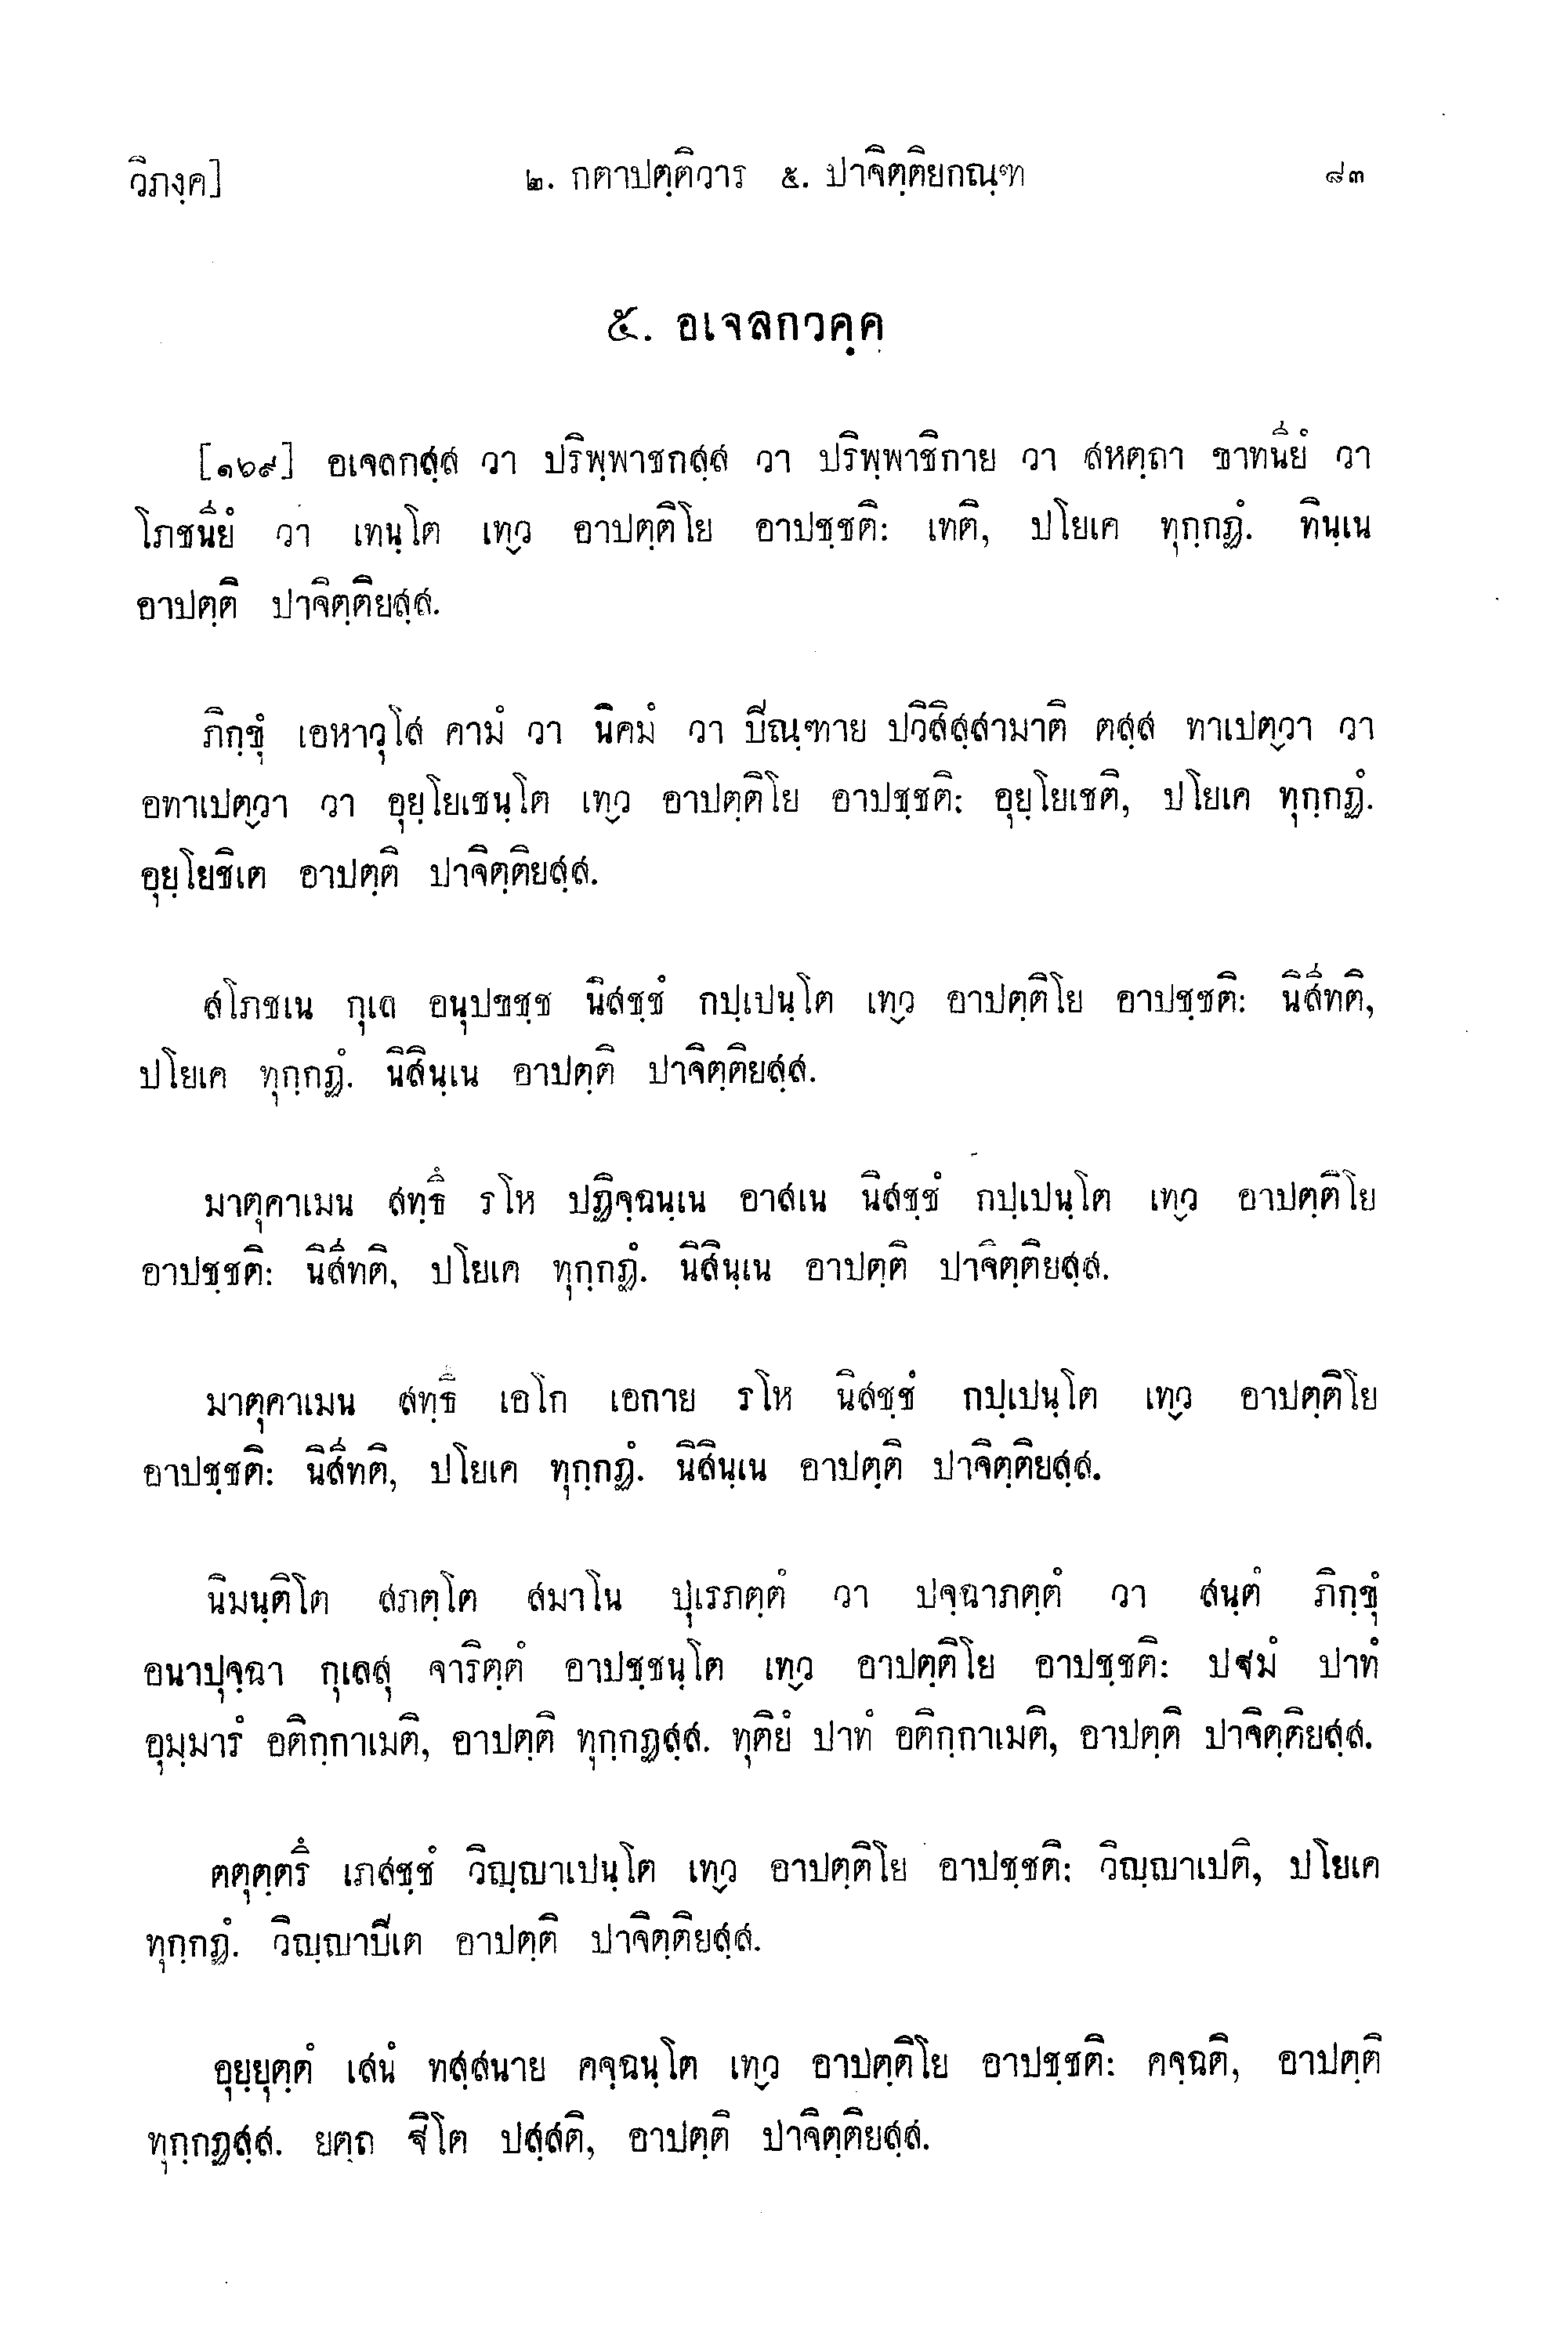 วิภงฺค]
๒. กตาปตฺติวาร ๕. ปาจิตฺติยกณฺฑ
๘๓
๕. อเจลกวคฺค
[๑๖๙] อเจลกสฺส วา ปริพฺพาชกสฺส วา ปริพฺพาชิกาย วา สหตฺถา ขาทนียํ วา
โภชนียํ วา เทนฺโต เทฺว อาปตฺติโย อาปชฺชติ: เทติ, ปโยเค ทุกฺกฏํ. ทินฺเน
อาปตฺติ ปาจิตฺติยสฺส.
ภิกฺขุํ เอหาวุโส คามํ วา นิคมํ วา ปิณฺฑาย ปวิสิสฺสามาติ ตสฺส ทาเปตฺวา วา
อทาเปตฺวา วา อุยฺโยเชนฺโต เทฺว อาปตฺติโย อาปชฺชติ: อุยฺโยเชติ, ปโยเค ทุกฺกฏํ.
อุยฺโยชิเต อาปตฺติ ปาจิตฺติยสฺส.
สโภชเน กุเล อนุปขชฺช นิสชฺชํ กปฺเปนฺโต เทฺว อาปตฺติโย อาปชฺชติ: นิสีทติ,
ปโยเค ทุกฺกฏํ. นิสินฺเน อาปตฺติ ปาจิตฺติยสฺส.
มาตุคาเมน สทฺธึ รโห ปฏิจฺฉนฺเน อาสเน นิสชฺชํ กปฺเปนฺโต เทฺว อาปตฺติโย
อาปชฺชติ: นิสีทติ, ปโยเค ทุกฺกฏํ. นิสินฺเน อาปตฺติ ปาจิตฺติยสฺส.
มาตุคาเมน สทฺธึ เอโก เอกาย รโห นิสชฺชํ กปฺเปนฺโต เทฺว อาปตฺติโย
อาปชฺชติ: นิสีทติ, ปโยเค ทุกฺกฏํ. นิสินฺเน อาปตฺติ ปาจิตฺติยสฺส.
นิมนฺติโต สภตฺโต สมาโน ปุเรภตฺตํ วา ปจฺฉาภตฺตํ วา สนฺตํ ภิกฺขุํ
อนาปุจฺฉา กุเลสุ จาริตฺตํ อาปชฺชนฺโต เทฺว อาปตฺติโย อาปชฺชติ: ปฐมํ ปาทํ
อุมฺมารํ อติกฺกาเมติ, อาปตฺติ ทุกฺกฏสฺส. ทุติยํ ปาทํ อติกฺกาเมติ, อาปตฺติ ปาจิตฺติยสฺส.
ตตุตฺตรึ เภสชฺชํ วิญฺญาเปนฺโต เทฺว อาปตฺติโย อาปชฺชติ: วิญฺญาเปติ, ปโยเค
ทุกฺกฏํ. วิญฺญาปิเต อาปตฺติ ปาจิตฺติยสฺส.
อุยฺยุตฺตํ เสนํ ทสฺสนาย คจฺฉนฺโต เทฺว อาปตฺติโย อาปชฺชติ: คจฺฉติ, อาปตฺติ
ทุกฺกฏสฺส. ยตฺถ ฐิโต ปสฺสติ, อาปตฺติ ปาจิตฺติยสฺส.